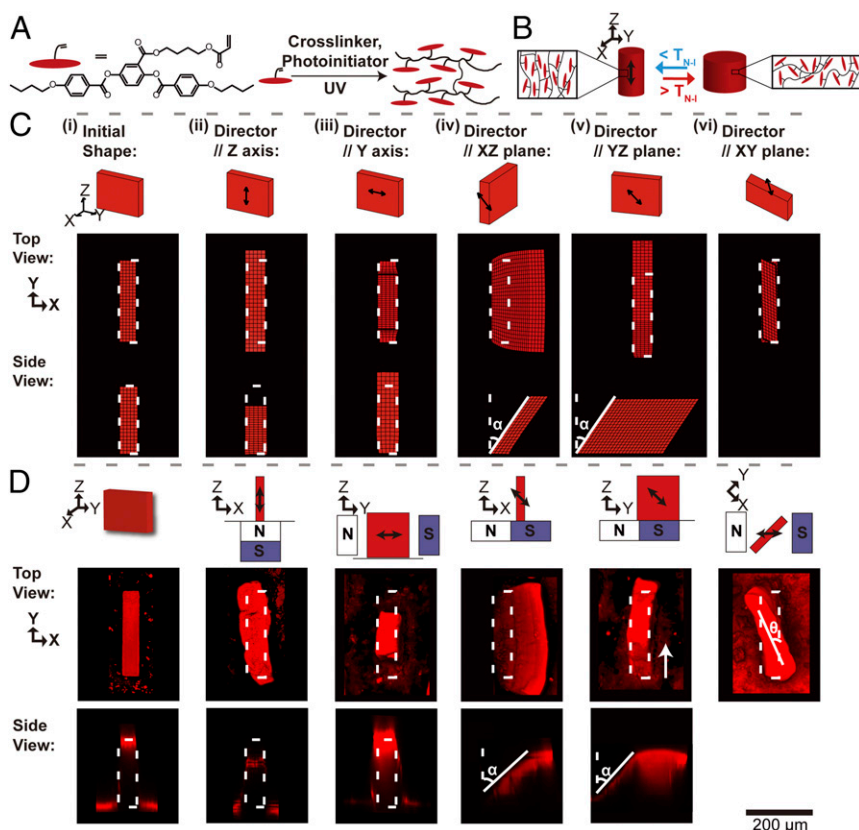 A
Crosslinker,
Photoinitiator
UV
B
Z
Y
X
< T N-I
> T N-I
C
(i) Initial Shape:
(ii) Director // Z axis:
(iii) Director // Y axis:
(iv) Director // XZ plane:
(v) Director // YZ plane:
(vi) Director // XY plane:
Z
X Y
Top
View:
Y
X
Side
View:
α
α
D
Z
Y
X
Z
X
N
S
Z
Y
N
S
Z
X
N S
Z
Y
N S
Y
X
N
S
Top
View:
Y
X
θ
Side
View:
α
α
200 μm